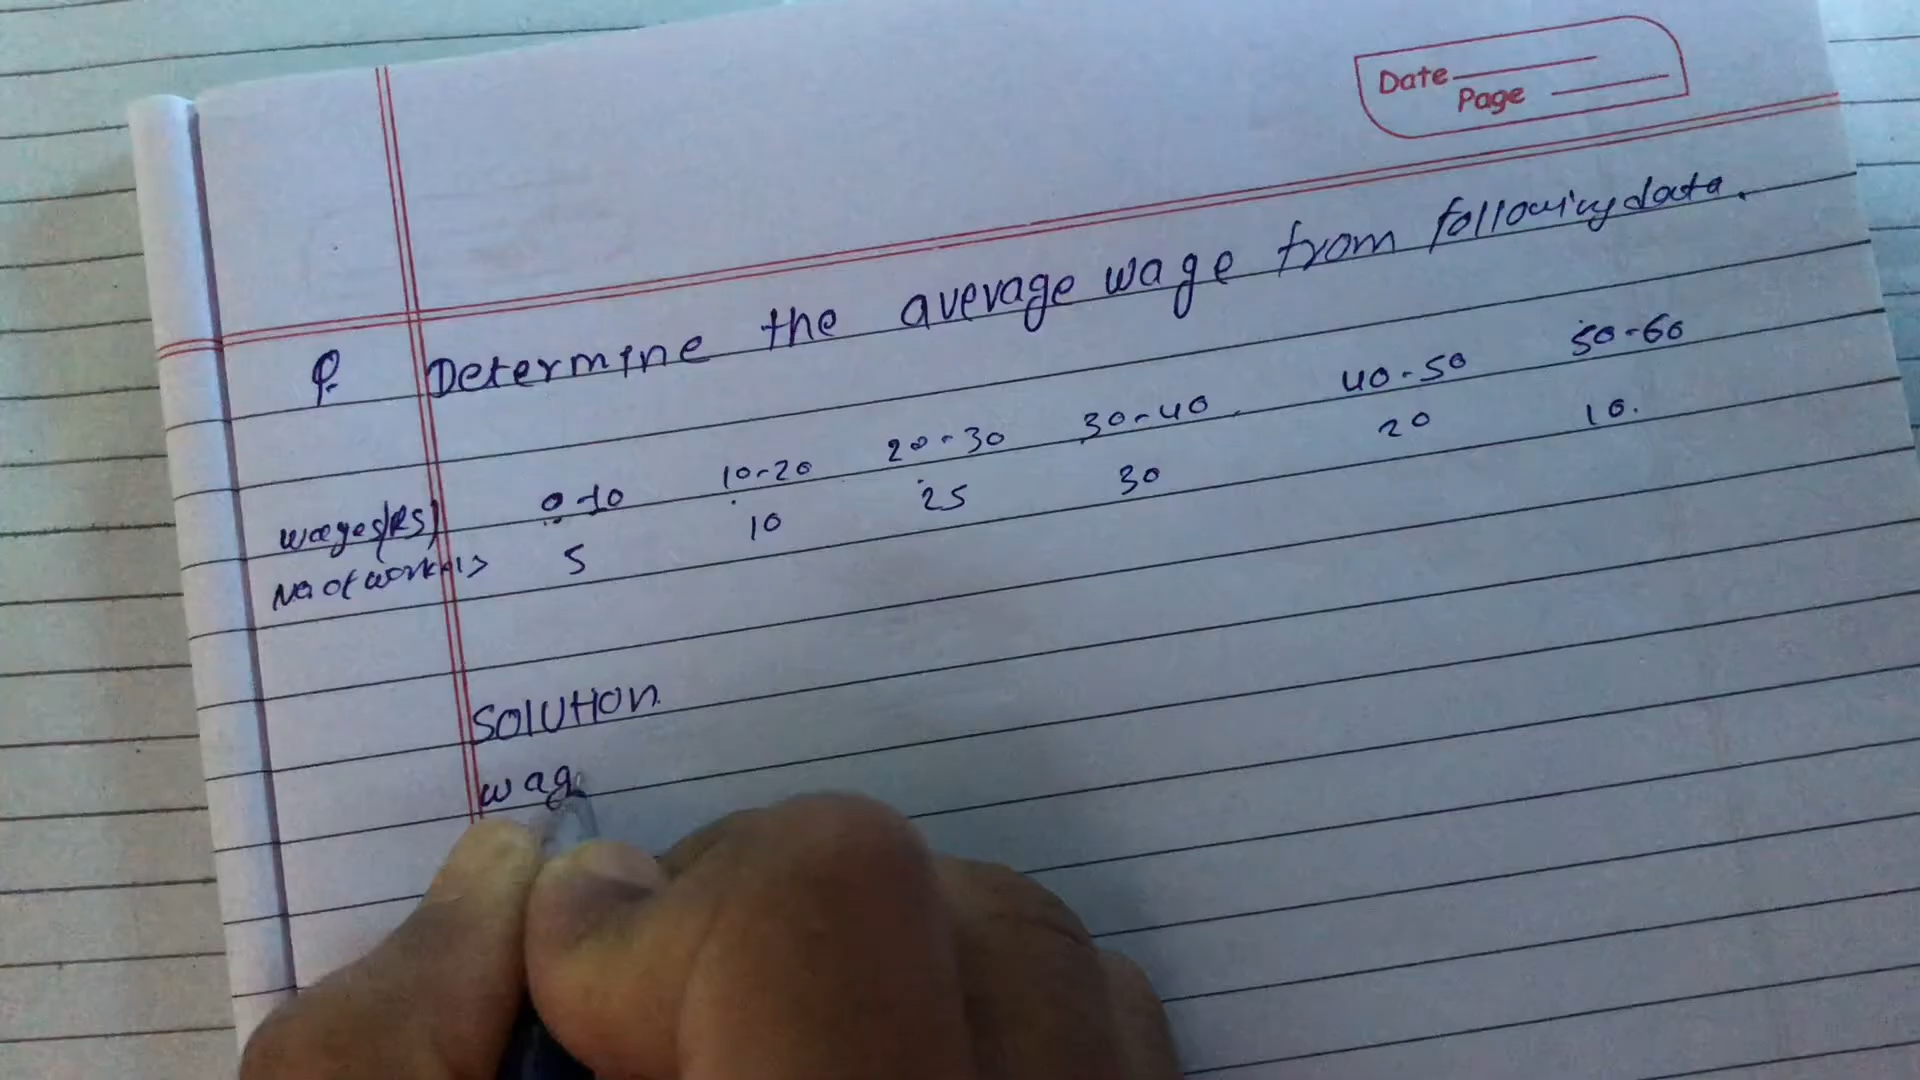 Date
Page
Q. Determine the average wage from following data.
Wages(RS) 0-10 10-20 20-30 30-40 40-50 50-60
No of workers 5 10 25 30 20 10.
Solution
wag